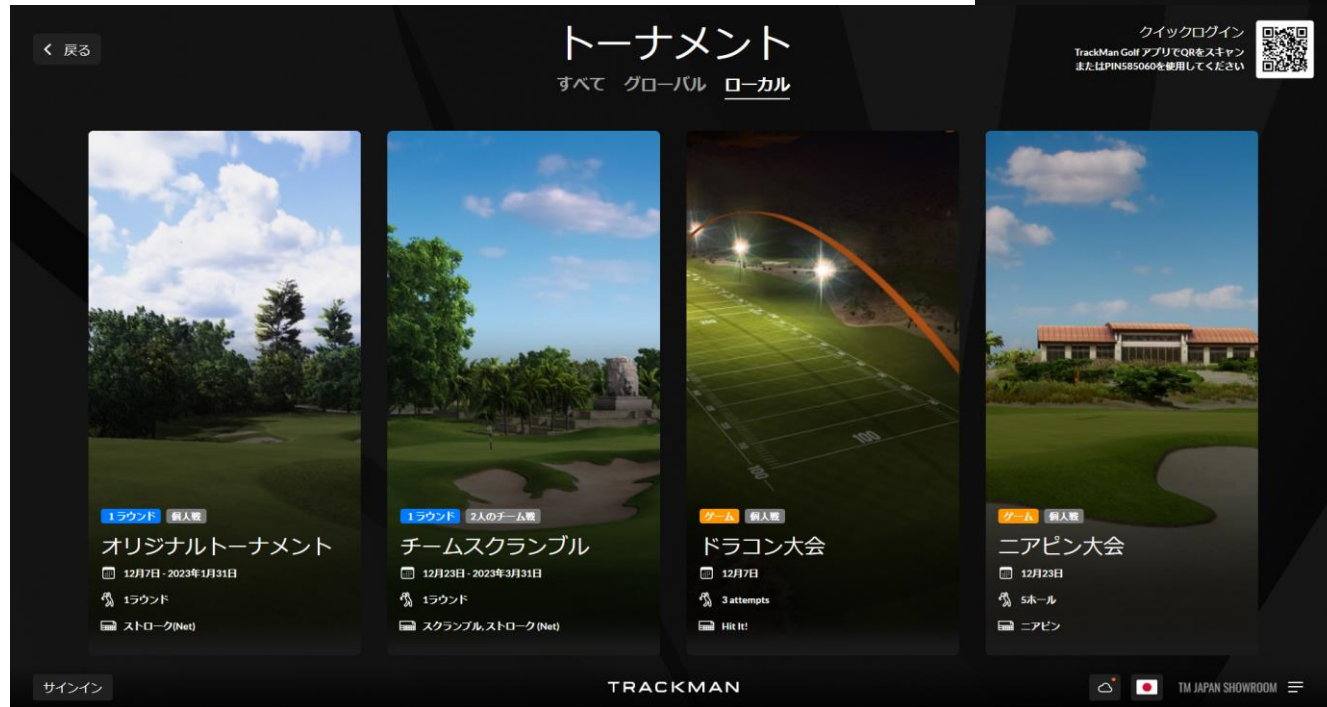 戻る
トーナメント
すべて グローバル ローカル
クイックログイン
TrackMan Golf アプリでQRをスキャン
またはPIN585060を使用してください
1ラウンド 個人戦
オリジナルトーナメント
12月7日 - 2023年1月31日
1ラウンド
ストローク(Net)
1ラウンド 2人のチーム戦
チームスクランブル
12月23日 - 2023年3月31日
1ラウンド
スクランブル, ストローク (Net)
100
100
ゲーム 個人戦
ドラコン大会
12月7日
3 attempts
Hit It!
ゲーム 個人戦
ニアピン大会
12月23日
5ホール
ニアピン
サインイン
TRACKMAN
TM JAPAN SHOWROOM